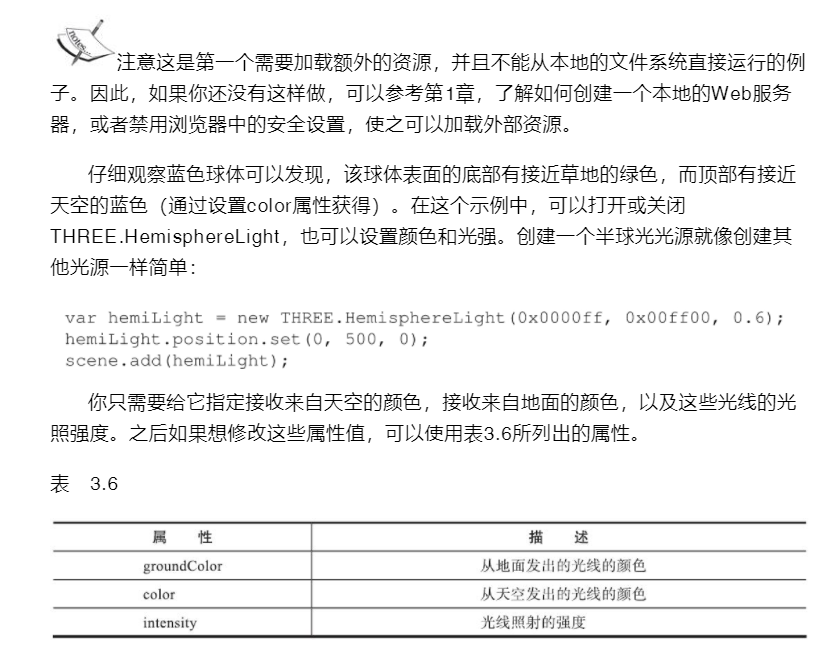 notes...
注意这是第一个需要加载额外的资源，并且不能从本地的文件系统直接运行的例
子。因此，如果你还没有这样做，可以参考第1章，了解如何创建一个本地的Web服务
器，或者禁用浏览器中的安全设置，使之可以加载外部资源。
仔细观察蓝色球体可以发现，该球体表面的底部有接近草地的绿色，而顶部有接近
天空的蓝色（通过设置color属性获得）。在这个示例中，可以打开或关闭
THREE.HemisphereLight，也可以设置颜色和光强。创建一个半球光光源就像创建其
他光源一样简单：
var hemiLight = new THREE.HemisphereLight(0x0000ff, 0x00ff00, 0.6);
hemiLight.position.set(0, 500, 0);
scene.add(hemiLight);
你只需要给它指定接收来自天空的颜色，接收来自地面的颜色，以及这些光线的光
照强度。之后如果想修改这些属性值，可以使用表3.6所列出的属性。
表 3.6
属 性 描 述
groundColor 从地面发出的光线的颜色
color 从天空发出的光线的颜色
intensity 光线照射的强度